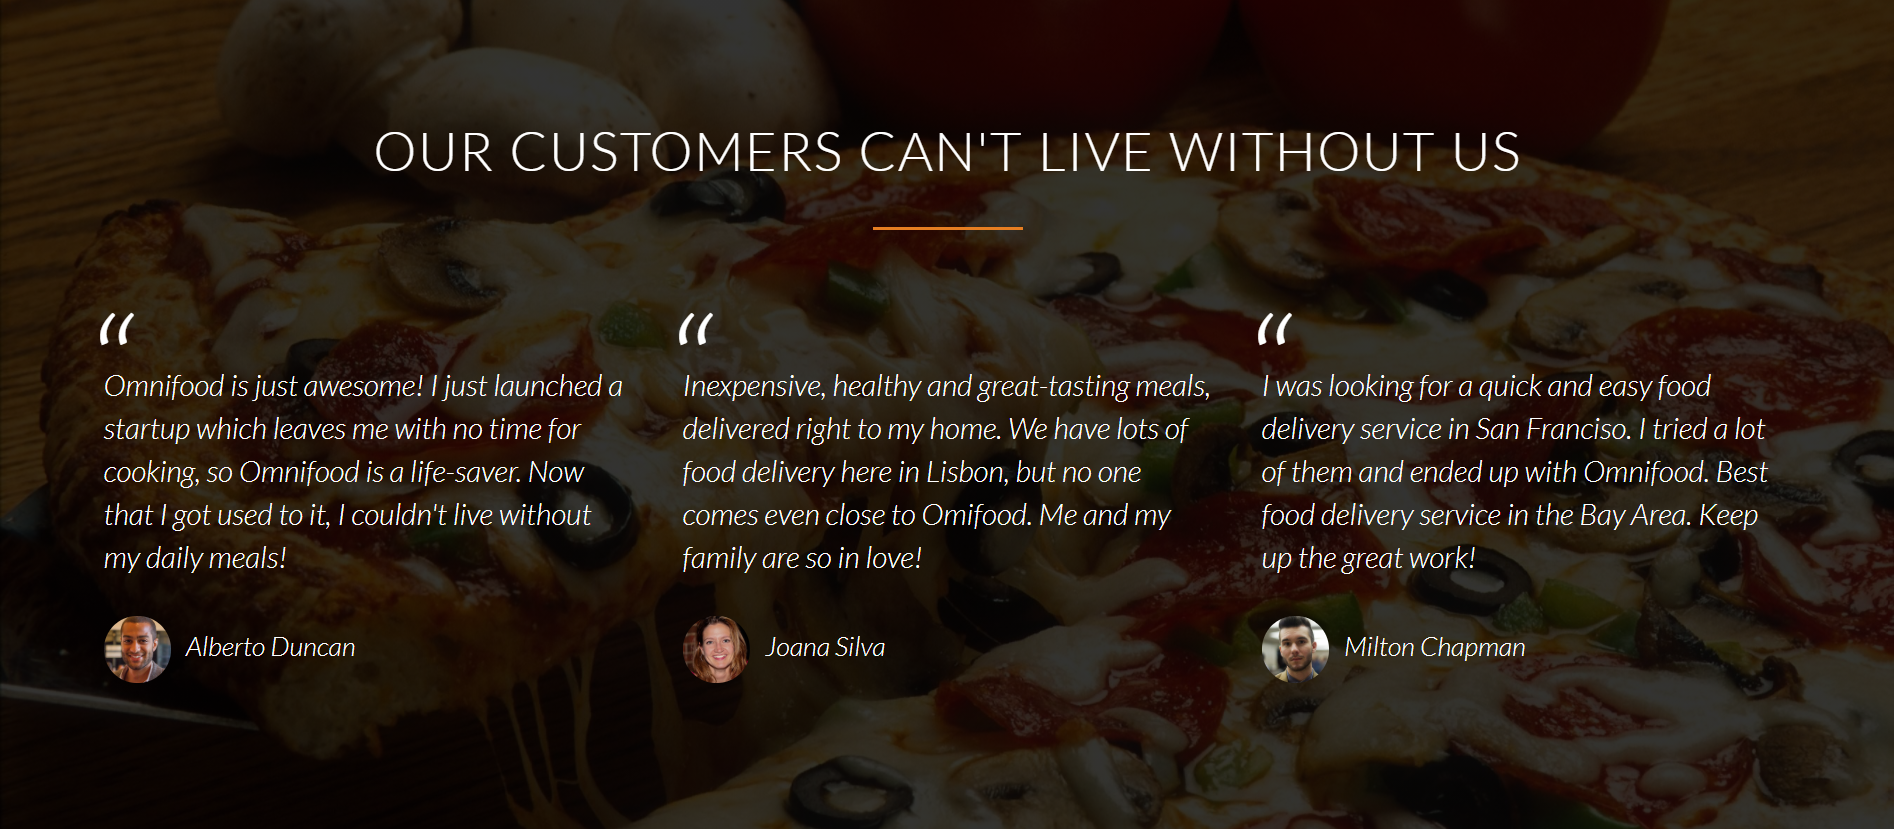 OUR CUSTOMERS CAN'T LIVE WITHOUT US
“
Omnifood is just awesome! I just launched a
startup which leaves me with no time for
cooking, so Omnifood is a life-saver. Now
that I got used to it, I couldn't live without
my daily meals!
Alberto Duncan
“
Inexpensive, healthy and great-tasting meals,
delivered right to my home. We have lots of
food delivery here in Lisbon, but no one
comes even close to Omifood. Me and my
family are so in love!
Joana Silva
“
I was looking for a quick and easy food
delivery service in San Franciso. I tried a lot
of them and ended up with Omnifood. Best
food delivery service in the Bay Area. Keep
up the great work!
Milton Chapman